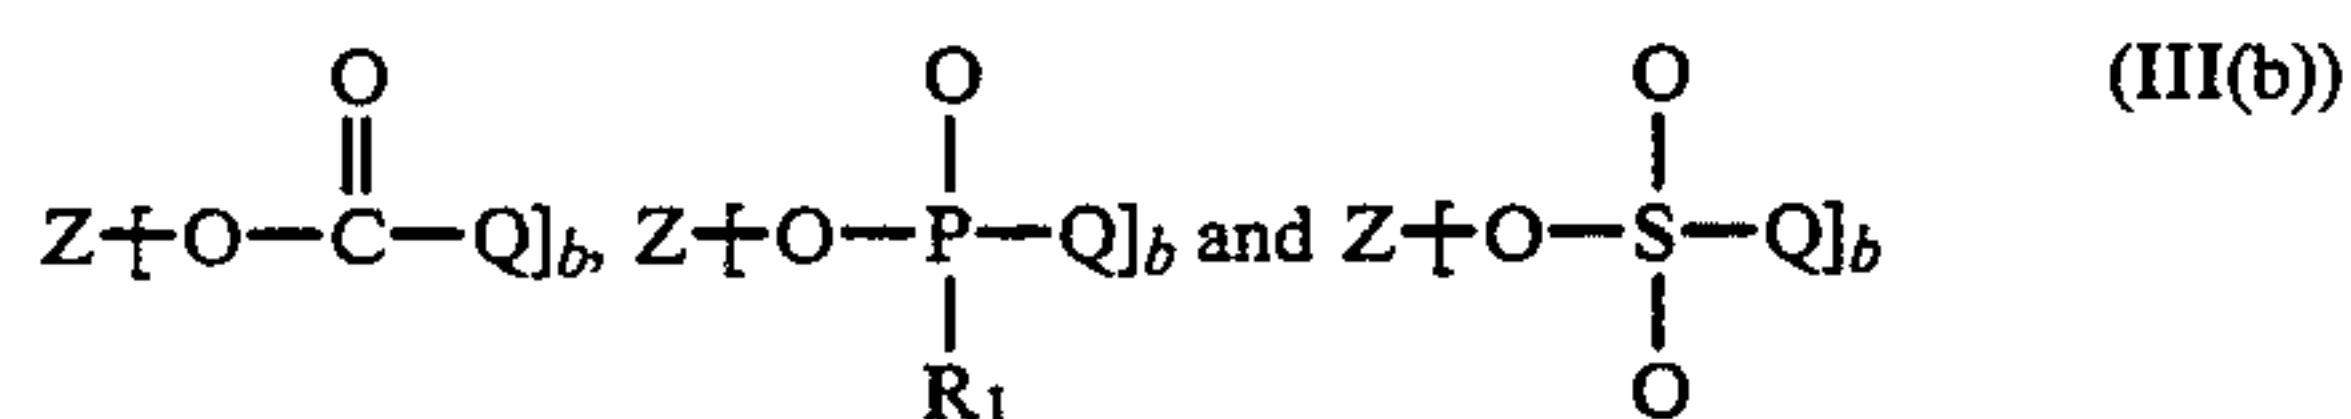 O O O (III(b))
Z-[-O-C-Q]b, Z-[-O-P-Q]b and Z-[-O-S-Q]b
R1 O